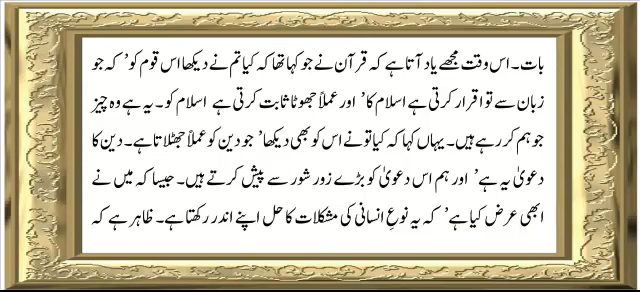 بات۔ اس وقت مجھے یاد آتا ہے کہ قرآن نے جو کہا تھا کہ کیا تم نے دیکھا اس قوم کو’ کہ جو
زبان سے تو اقرار کرتی ہے اسلام کا’ اور عملاً جھوٹا ثابت کرتی ہے اسلام کو۔ یہ ہے وہ چیز
جو ہم کر رہے ہیں۔ یہاں کہا کہ کیا تو نے اس کو بھی دیکھا’ جو دین کو عملاً جھٹلاتا ہے۔ دین کا
دعویٰ یہ ہے’ اور ہم اس دعویٰ کو بڑے زور شور سے پیش کرتے ہیں۔ جیسا کہ میں نے
ابھی عرض کیا ہے’ کہ یہ نوعِ انسانی کی مشکلات کا حل اپنے اندر رکھتا ہے۔ ظاہر ہے کہ